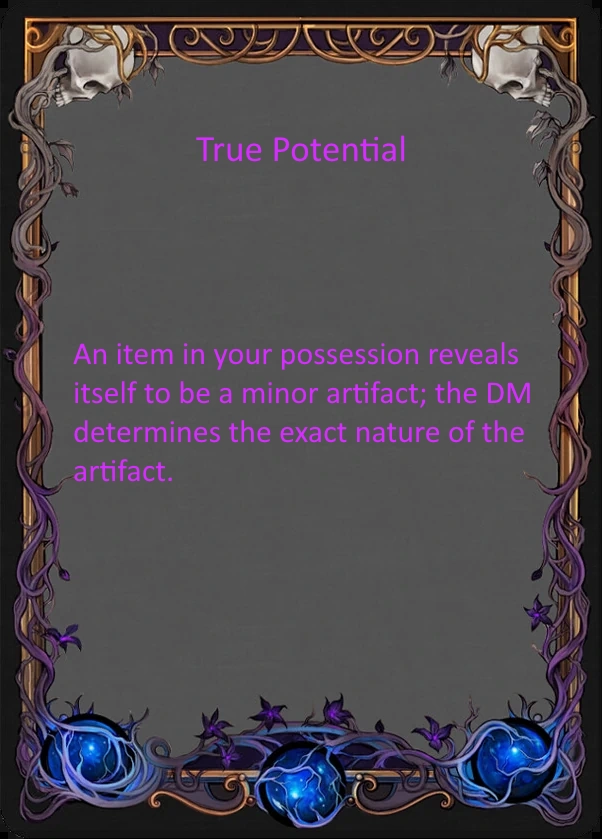 True Potential
An item in your possession reveals
itself to be a minor artifact; the DM
determines the exact nature of the
artifact.